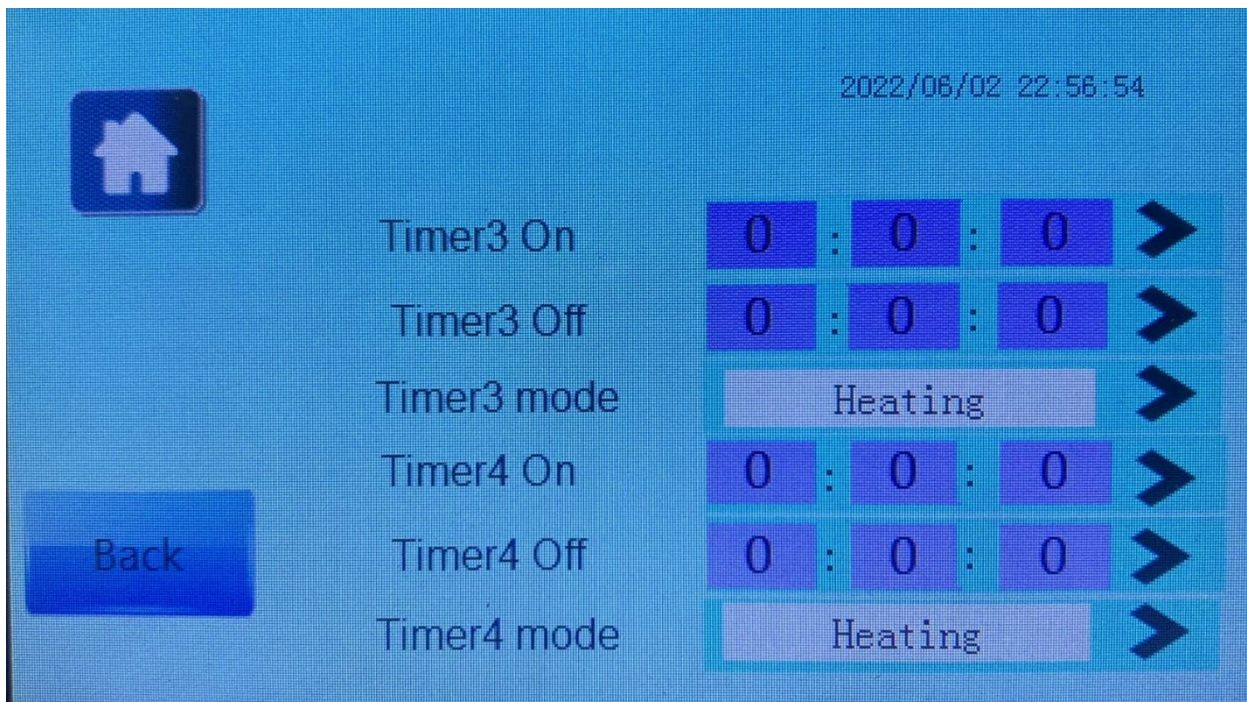 2022/06/02 22:56:54
Timer3 On 0 : 0 : 0
Timer3 Off 0 : 0 : 0
Timer3 mode Heating
Timer4 On 0 : 0 : 0
Back Timer4 Off 0 : 0 : 0
Timer4 mode Heating